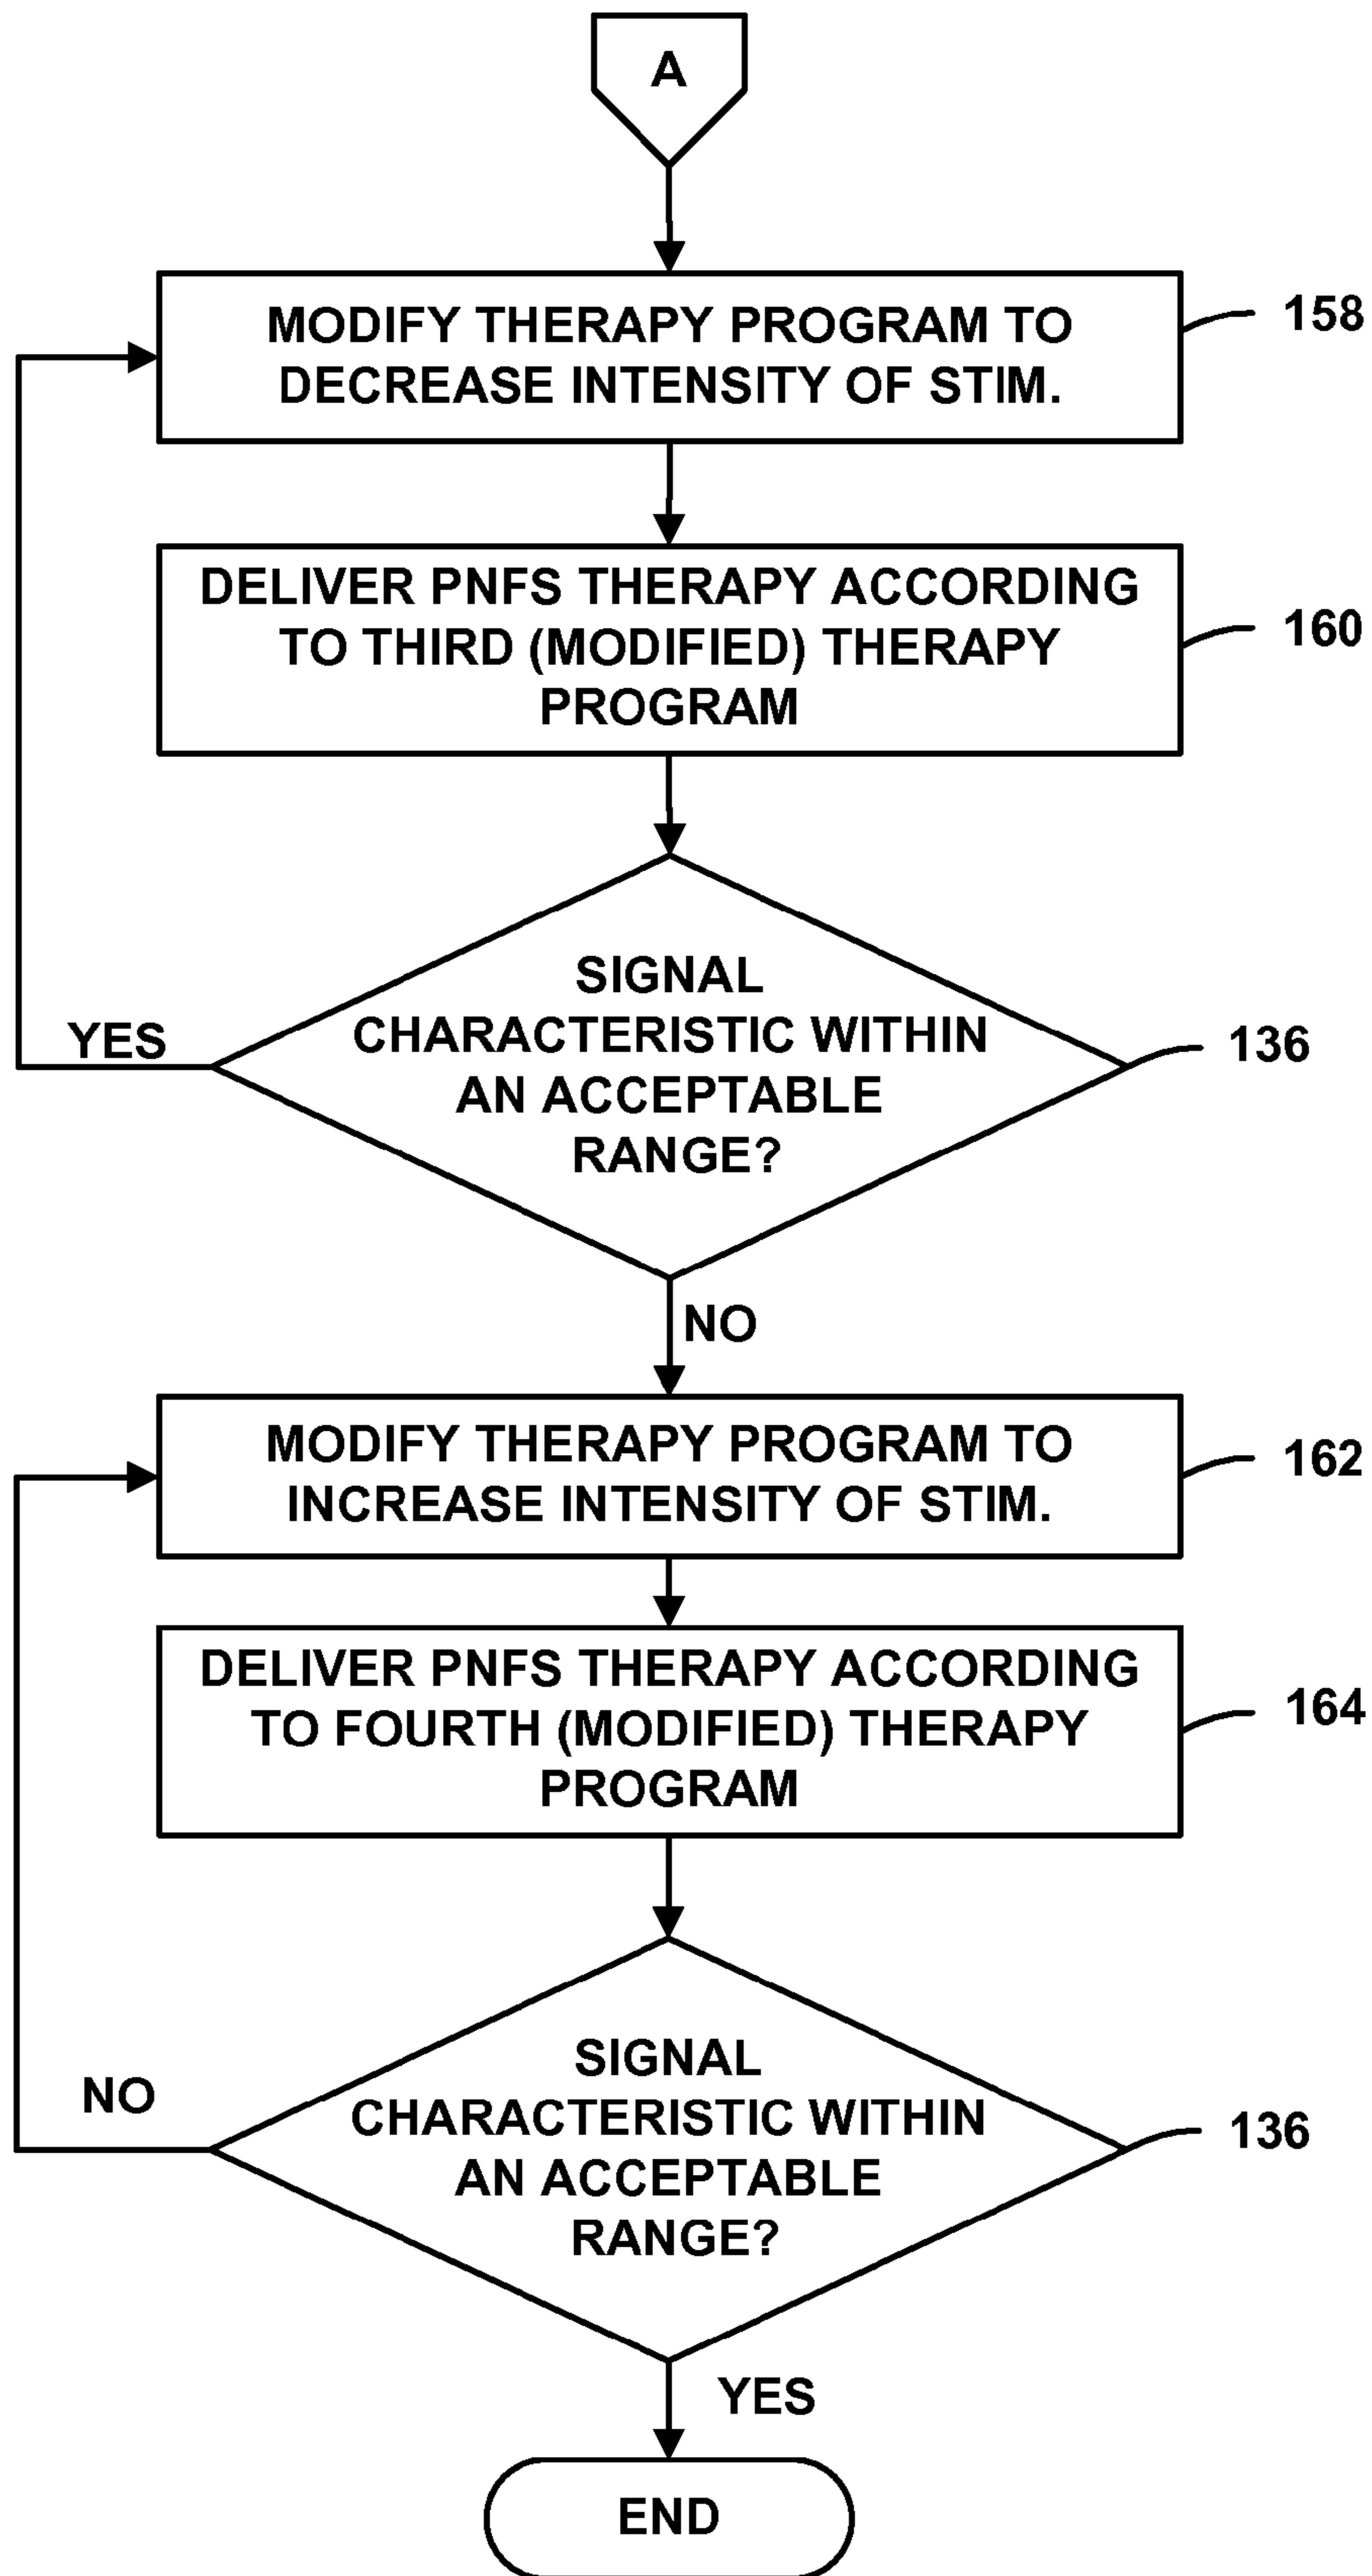 A
MODIFY THERAPY PROGRAM TO
DECREASE INTENSITY OF STIM.
158
DELIVER PNFS THERAPY ACCORDING
TO THIRD (MODIFIED) THERAPY
PROGRAM
160
SIGNAL
CHARACTERISTIC WITHIN
AN ACCEPTABLE
RANGE?
136
YES
NO
MODIFY THERAPY PROGRAM TO
INCREASE INTENSITY OF STIM.
162
DELIVER PNFS THERAPY ACCORDING
TO FOURTH (MODIFIED) THERAPY
PROGRAM
164
SIGNAL
CHARACTERISTIC WITHIN
AN ACCEPTABLE
RANGE?
136
NO
YES
END